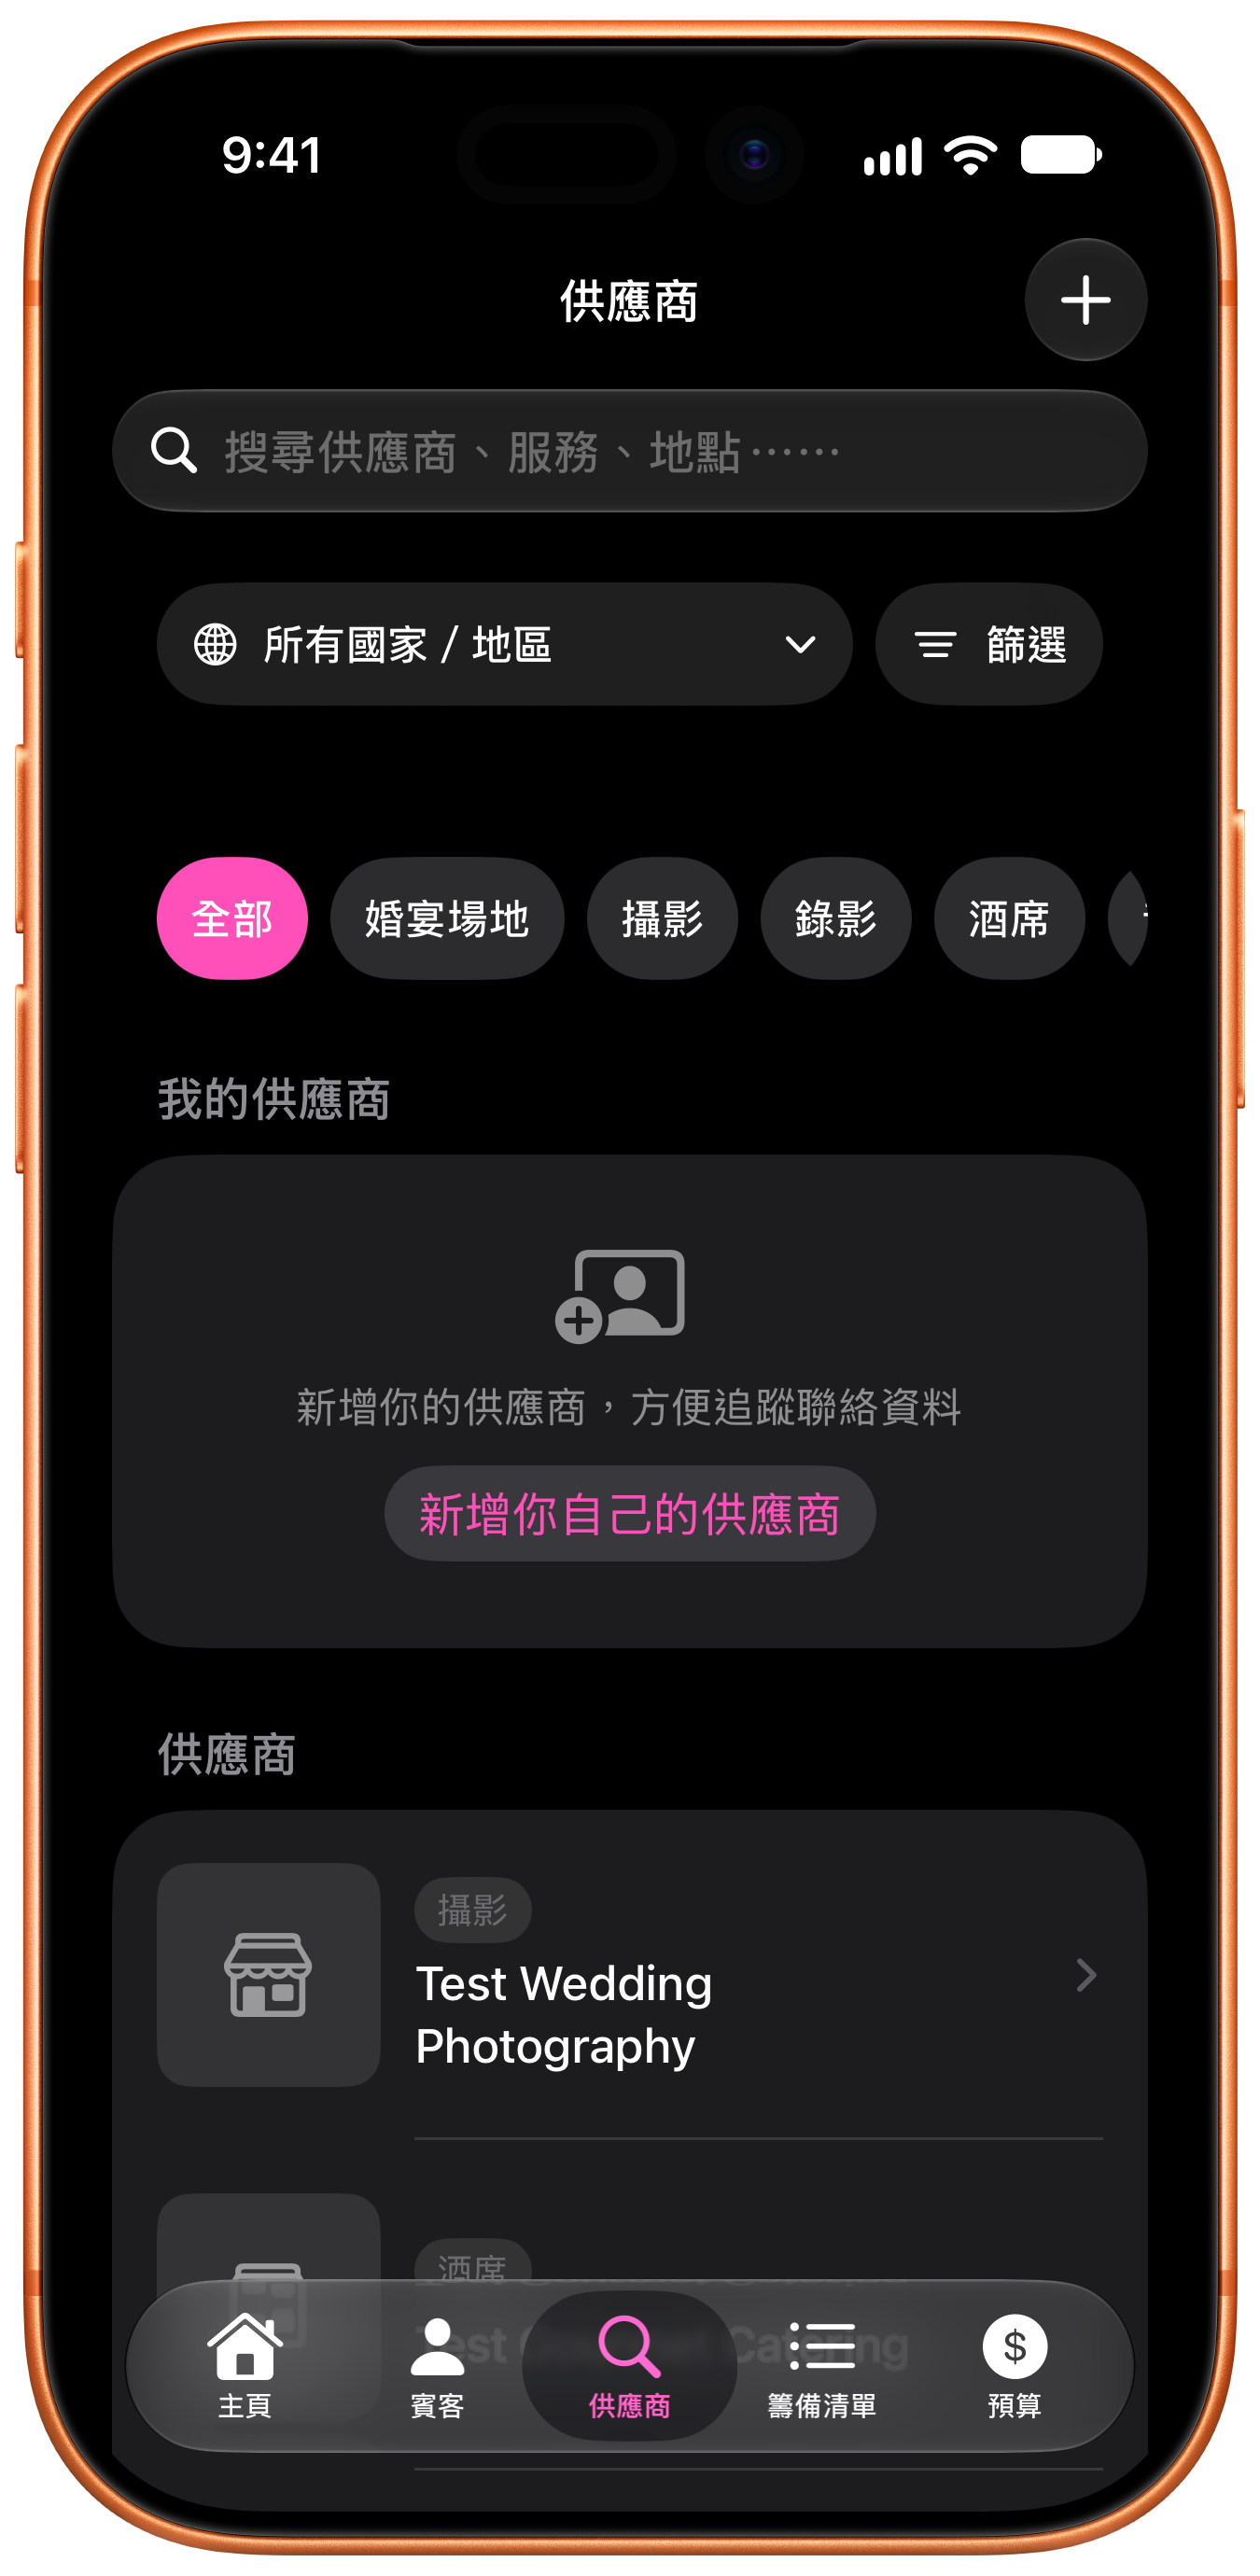 9:41
供應商
搜尋供應商、服務、地點⋯⋯
所有國家 / 地區
篩選
全部
婚宴場地
攝影
錄影
酒席
我的供應商
新增你的供應商，方便追蹤聯絡資料
新增你自己的供應商
供應商
攝影
Test Wedding
Photography
酒席
Catering
主頁
賓客
供應商
籌備清單
預算